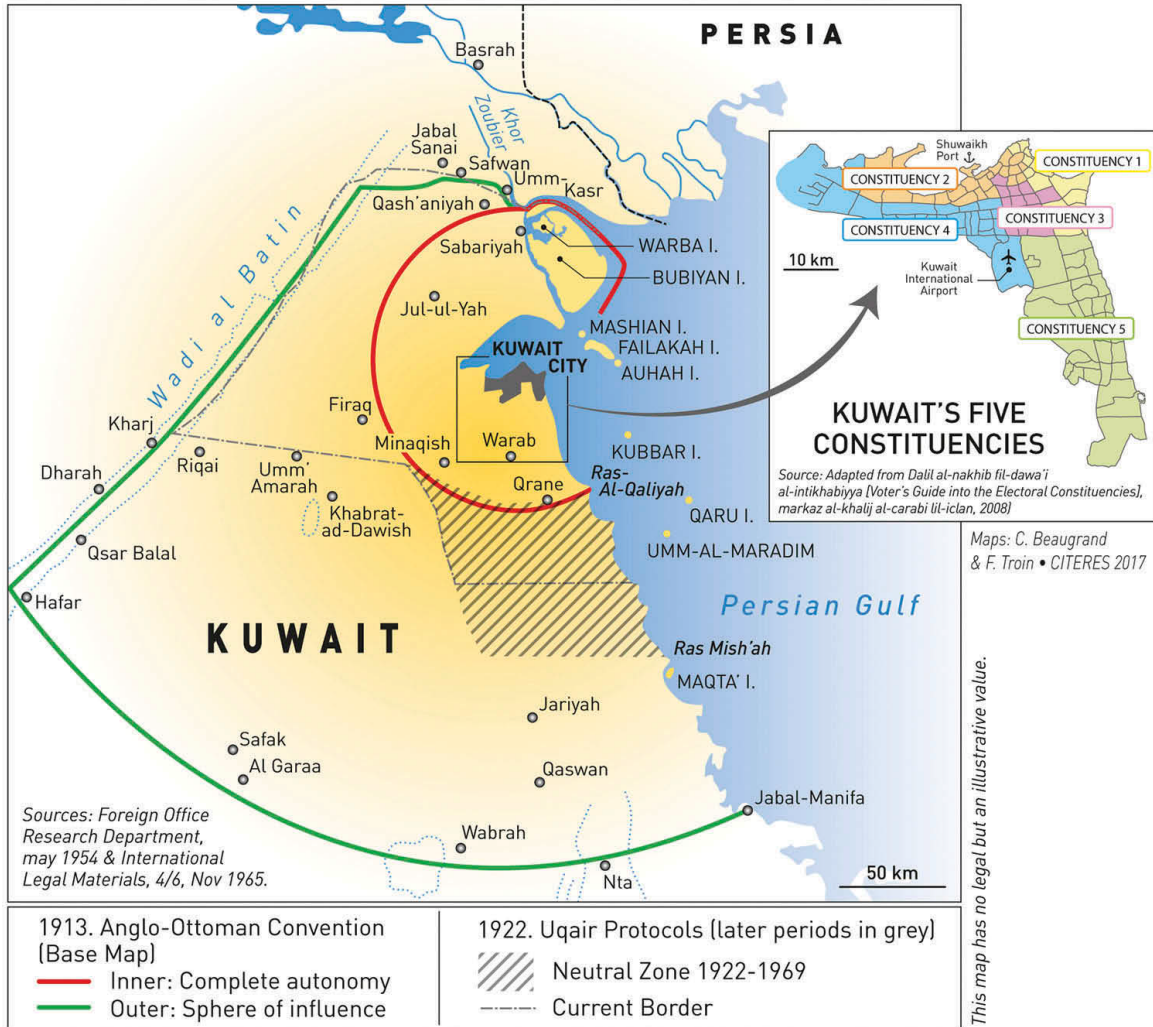 PERSIA
Basrah
Khor
Zoubier
Jabal
Sanai
Safwan
Umm-
Kasr
Qash'aniyah
Sabariyah
WARBA I.
BUBIYAN I.
Wadi al Batin
Jul-ul-Yah
MASHIAN I.
FAILAKAH I.
AUHAH I.
KUWAIT
CITY
Firaq
Kharj
Minaqish
Warab
KUBBAR I.
Riqai
Umm'
Amarah
Dharah
Khabrat-
ad-Dawish
Qrane
Ras-
Al-Qaliyah
QARU I.
Qsar Balal
UMM-AL-MARADIM
Hafar
Persian Gulf
KUWAIT
Ras Mish'ah
MAQTA' I.
Jariyah
Safak
Al Garaa
Qaswan
Jabal-Manifa
Wabrah
Nta
Sources: Foreign Office
Research Department,
may 1954 & International
Legal Materials, 4/6, Nov 1965.
50 km
Shuwaikh
Port
CONSTITUENCY 1
CONSTITUENCY 2
CONSTITUENCY 3
CONSTITUENCY 4
10 km
Kuwait
International
Airport
CONSTITUENCY 5
KUWAIT'S FIVE
CONSTITUENCIES
Source: Adapted from Dalil al-nakhib fil-dawa'i
al-intikhabiyya [Voter's Guide into the Electoral Constituencies],
markaz al-khalij al-carabi lil-iclan, 2008)
Maps: C. Beaugrand
& F. Troin • CITERES 2017
This map has no legal but an illustrative value.
1913. Anglo-Ottoman Convention
(Base Map)
Inner: Complete autonomy
Outer: Sphere of influence
1922. Uqair Protocols (later periods in grey)
Neutral Zone 1922-1969
Current Border